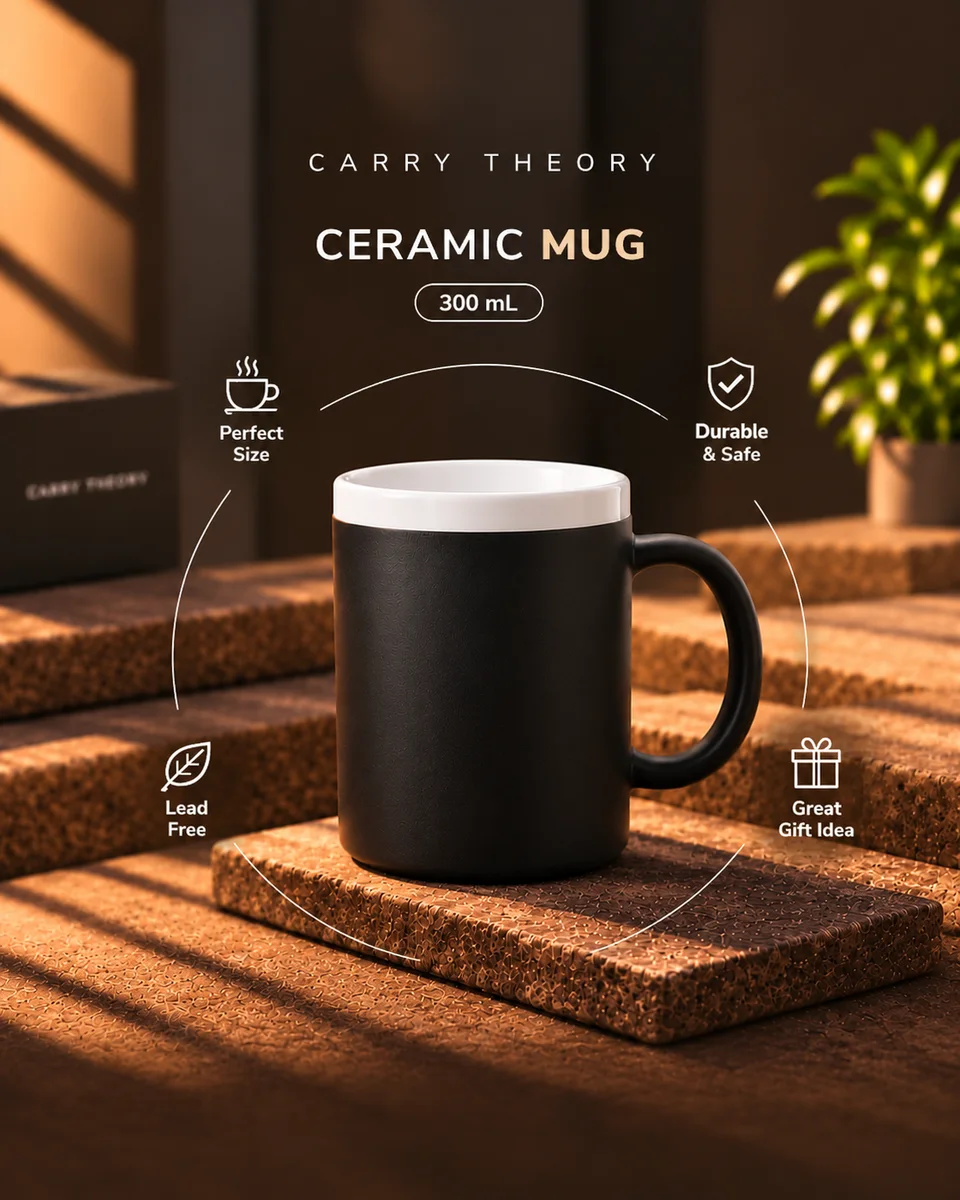 CARRY THEORY
CERAMIC MUG
300 mL
Perfect
Size
Durable
& Safe
CARRY THEORY
Lead
Free
Great
Gift Idea